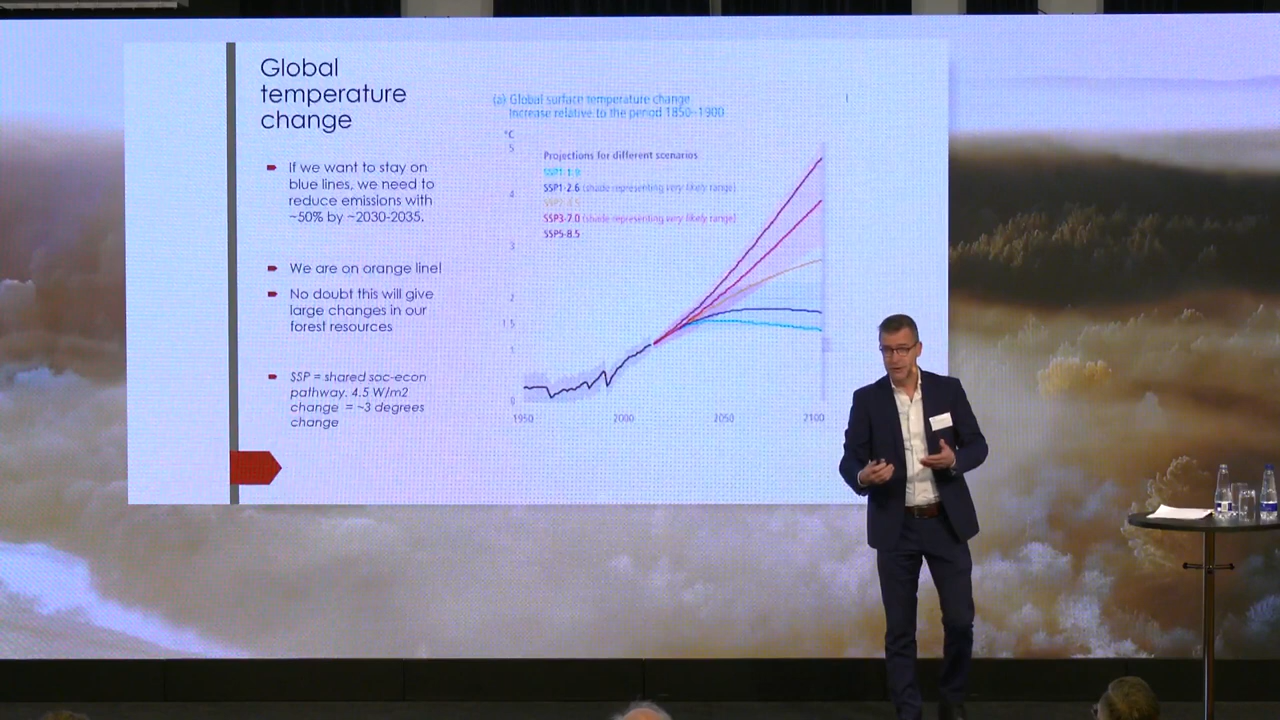 Global
temperature
change
If we want to stay on
blue lines, we need to
reduce emissions with
~50% by ~2030-2035.
We are on orange line!
No doubt this will give
large changes in our
forest resources
SSP = shared soc-econ
pathway. 4.5 W/m2
change = ~3 degrees
change
(a) Global surface temperature change
Increase relative to the period 1850-1900
°C
5
4
3
2
1.5
1
0
Projections for different scenarios
SSP1-1.9
SSP1-2.6 (shade representing very likely range)
SSP2-4.5
SSP3-7.0 (shade representing very likely range)
SSP5-8.5
1950 2000 2050 2100